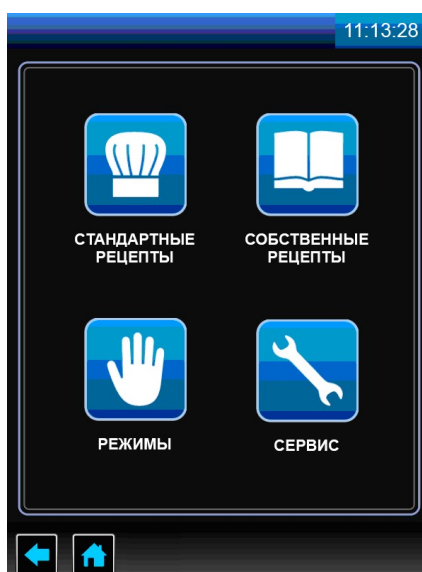 11:13:28
СТАНДАРТНЫЕ
РЕЦЕПТЫ
СОБСТВЕННЫЕ
РЕЦЕПТЫ
РЕЖИМЫ
СЕРВИС